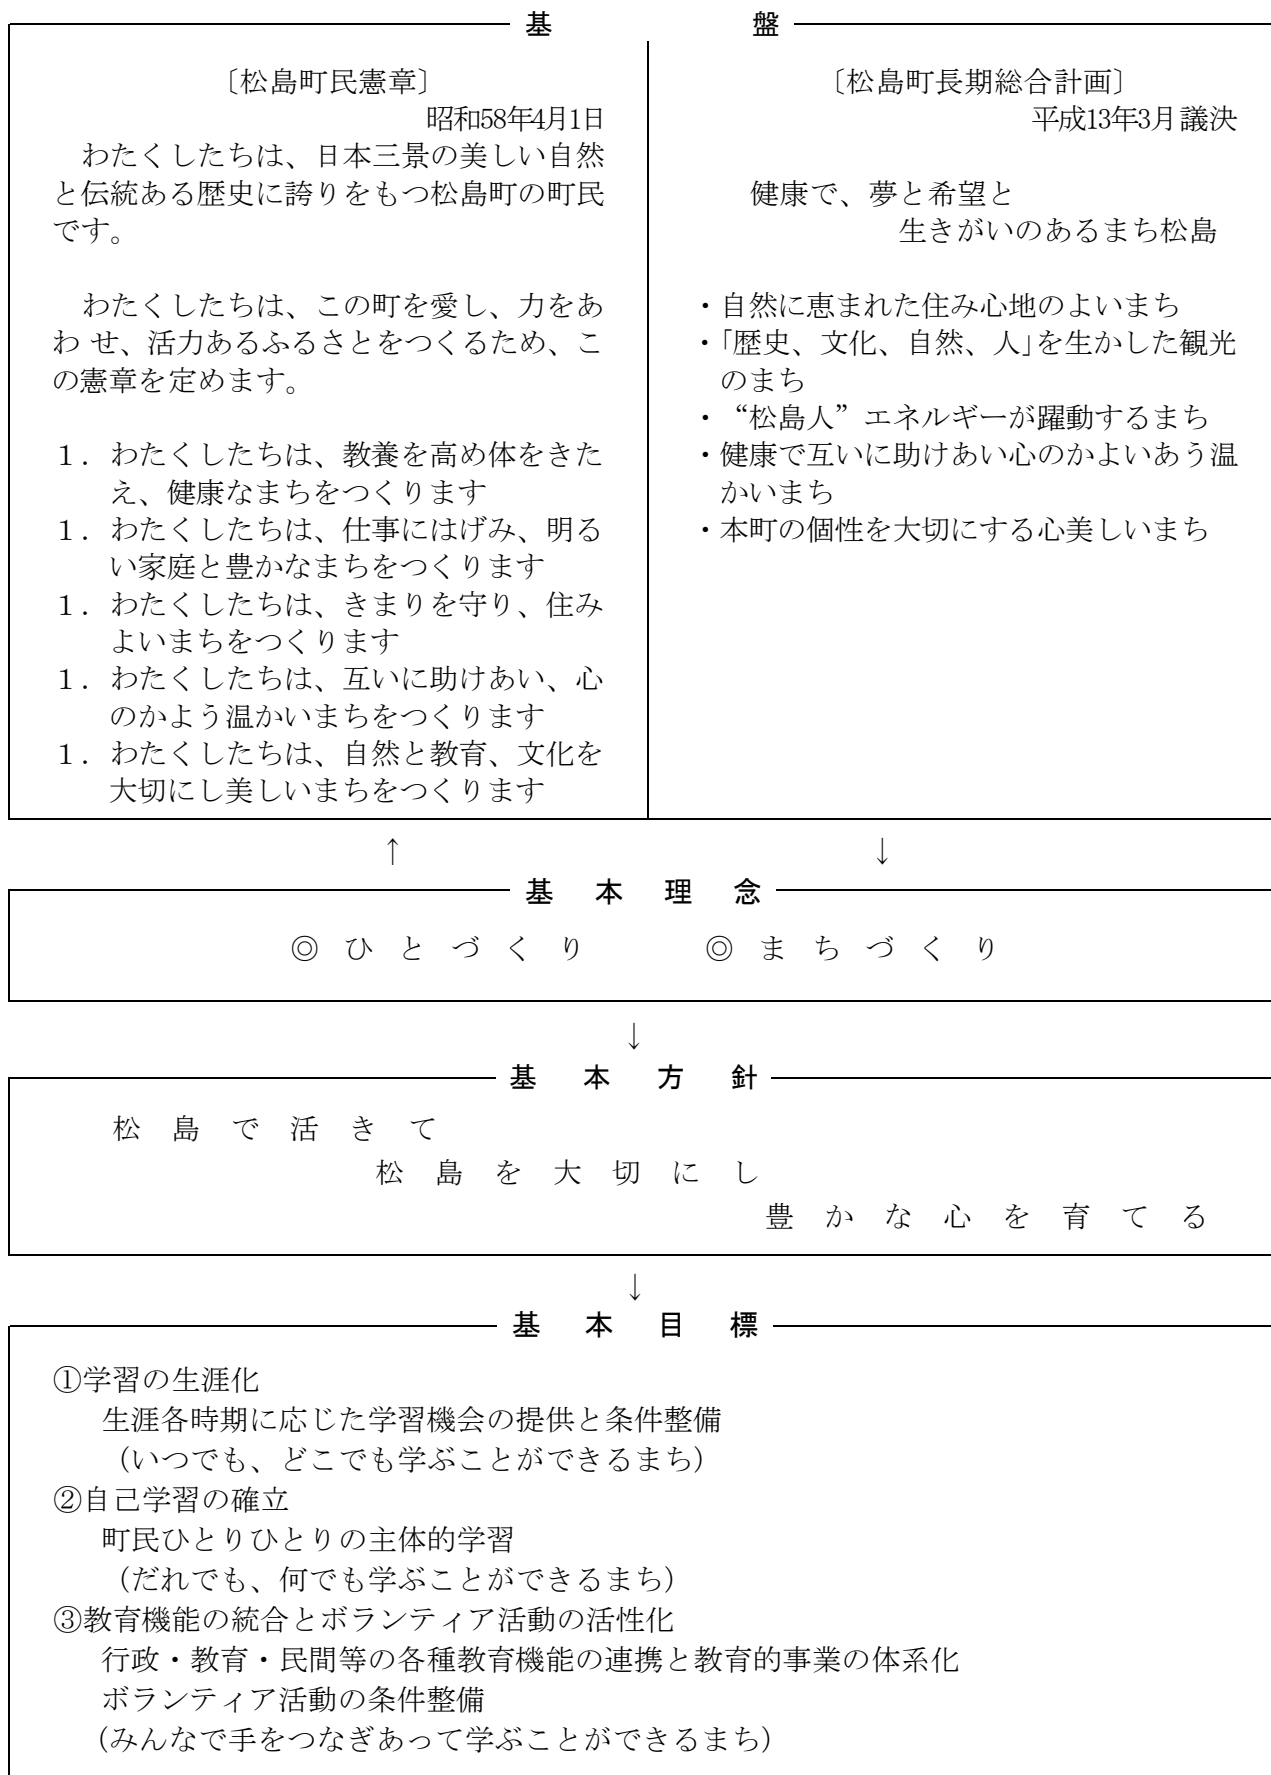 基　盤
〔松島町民憲章〕
昭和58年4月1日
わたくしたちは、日本三景の美しい自然
と伝統ある歴史に誇りをもつ松島町の町民
です。
わたくしたちは、この町を愛し、力をあ
わ せ、活力あるふるさとをつくるため、こ
の憲章を定めます。
１．わたくしたちは、教養を高め体をきた
え、健康なまちをつくります
１．わたくしたちは、仕事にはげみ、明る
い家庭と豊かなまちをつくります
１．わたくしたちは、きまりを守り、住み
よいまちをつくります
１．わたくしたちは、互いに助けあい、心
のかよう温かいまちをつくります
１．わたくしたちは、自然と教育、文化を
大切にし美しいまちをつくります
〔松島町長期総合計画〕
平成13年3月議決
健康で、夢と希望と
生きがいのあるまち松島
・自然に恵まれた住み心地のよいまち
・「歴史、文化、自然、人」を生かした観光
のまち
・“松島人”エネルギーが躍動するまち
・健康で互いに助けあい心のかよいあう温
かいまち
・本町の個性を大切にする心美しいまち
↑　↓
基　本　理　念
◎ ひ と づ く り　◎ ま ち づ く り
↓
基　本　方　針
松 島 で 活 き て
松 島 を 大 切 に し
豊 か な 心 を 育 て る
↓
基　本　目　標
①学習の生涯化
生涯各時期に応じた学習機会の提供と条件整備
（いつでも、どこでも学ぶことができるまち）
②自己学習の確立
町民ひとりひとりの主体的学習
（だれでも、何でも学ぶことができるまち）
③教育機能の統合とボランティア活動の活性化
行政・教育・民間等の各種教育機能の連携と教育的事業の体系化
ボランティア活動の条件整備
（みんなで手をつなぎあって学ぶことができるまち）